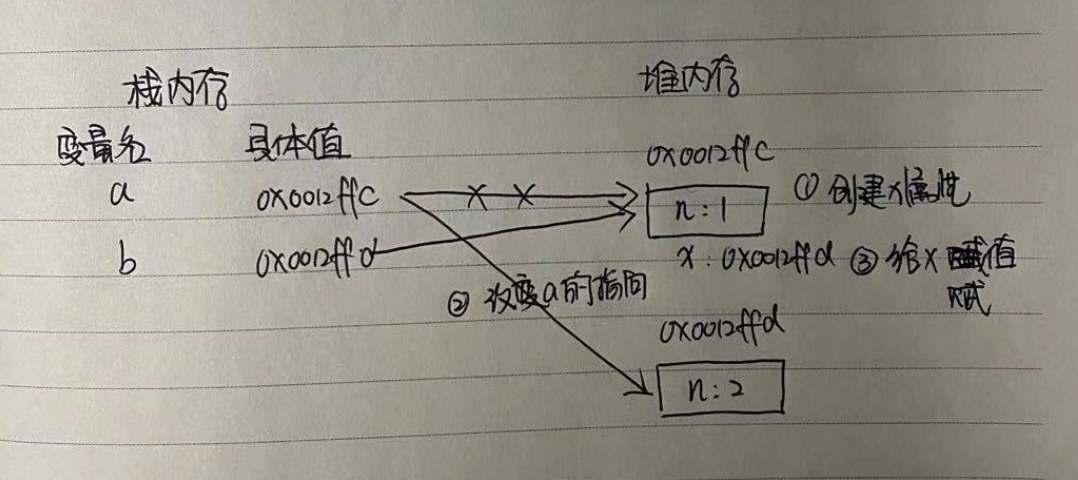 栈内存 堆内存
变量名 具体值 0x0012ffc
a 0x0012ffc n:1 ① 创建x属性
b 0x0012ffd x:0x0012ffd ③ 给x 值
赋
② 改变a的指向
0x0012ffd
n:2